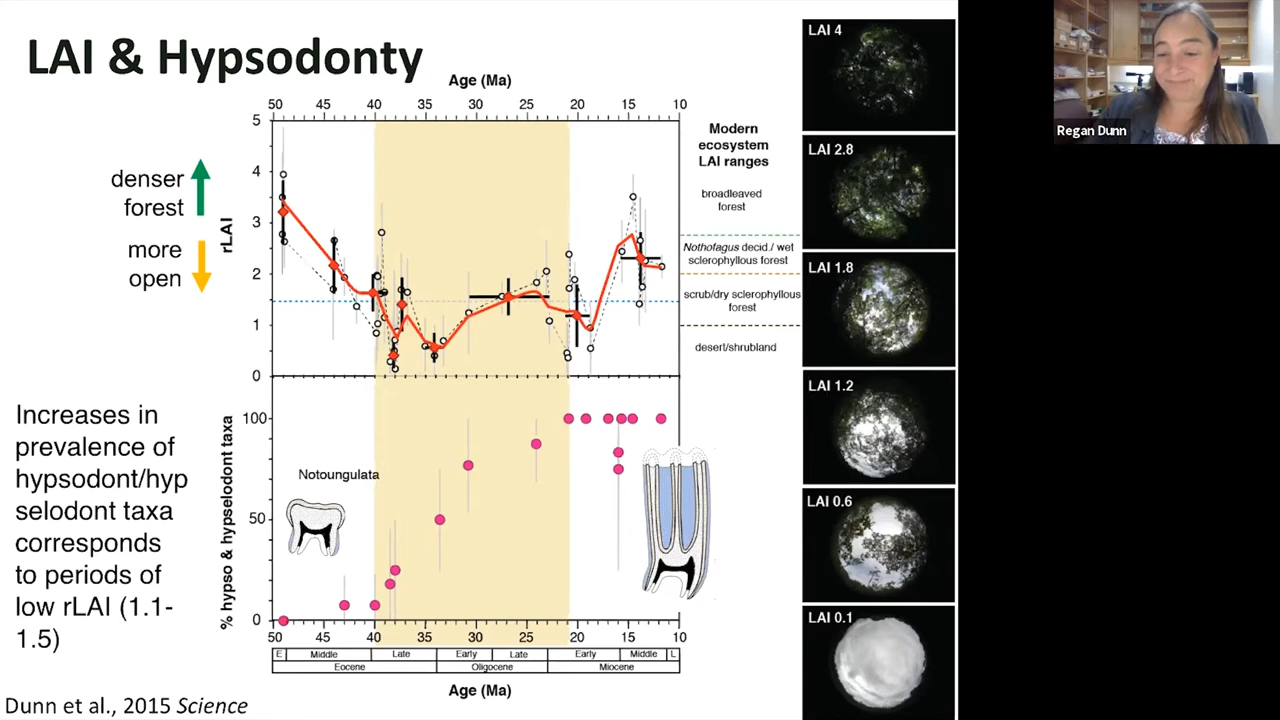 LAI & Hypsodonty
Age (Ma)
50 45 40 35 30 25 20 15 10
denser
forest
more
open
rLAI
5
4
3
2
1
0
Modern
ecosystem
LAI ranges
broadleaved
forest
Nothofagus decid./ wet
sclerophyllous forest
scrub/dry sclerophyllous
forest
desert/shrubland
Increases in
prevalence of
hypsodont/hyp
selodont taxa
corresponds
to periods of
low rLAI (1.1-
1.5)
% hypso & hypselodont taxa
100
50
0
Notoungulata
50 45 40 35 30 25 20 15 10
E Middle Late Early Late Early Middle L
Eocene Oligocene Miocene
Age (Ma)
Dunn et al., 2015 Science
LAI 4
LAI 2.8
LAI 1.8
LAI 1.2
LAI 0.6
LAI 0.1
Regan Dunn